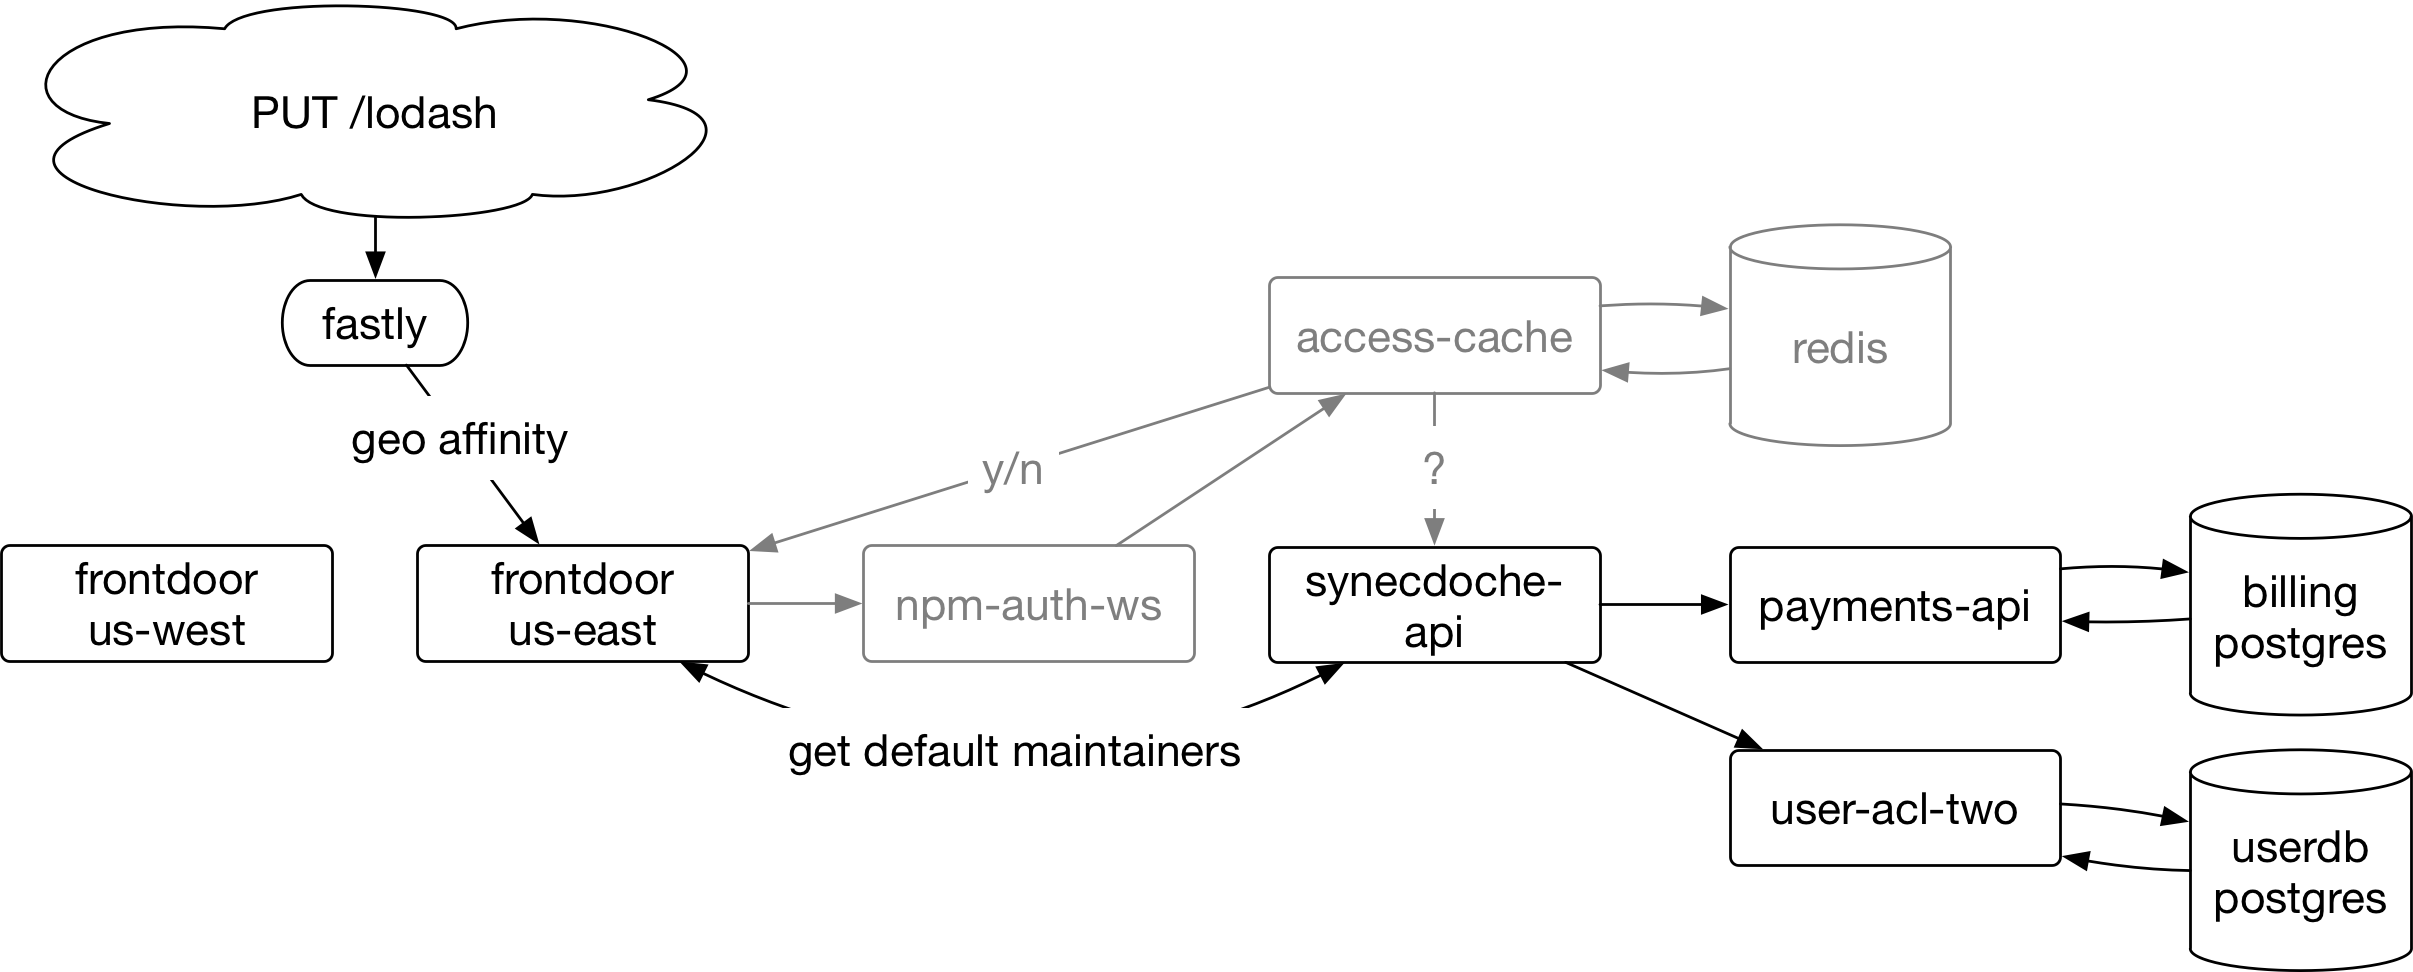 PUT /lodash
fastly
geo affinity
access-cache
redis
y/n
?
frontdoor
us-west
frontdoor
us-east
npm-auth-ws
synecdoche-
api
payments-api
billing
postgres
get default maintainers
user-acl-two
userdb
postgres